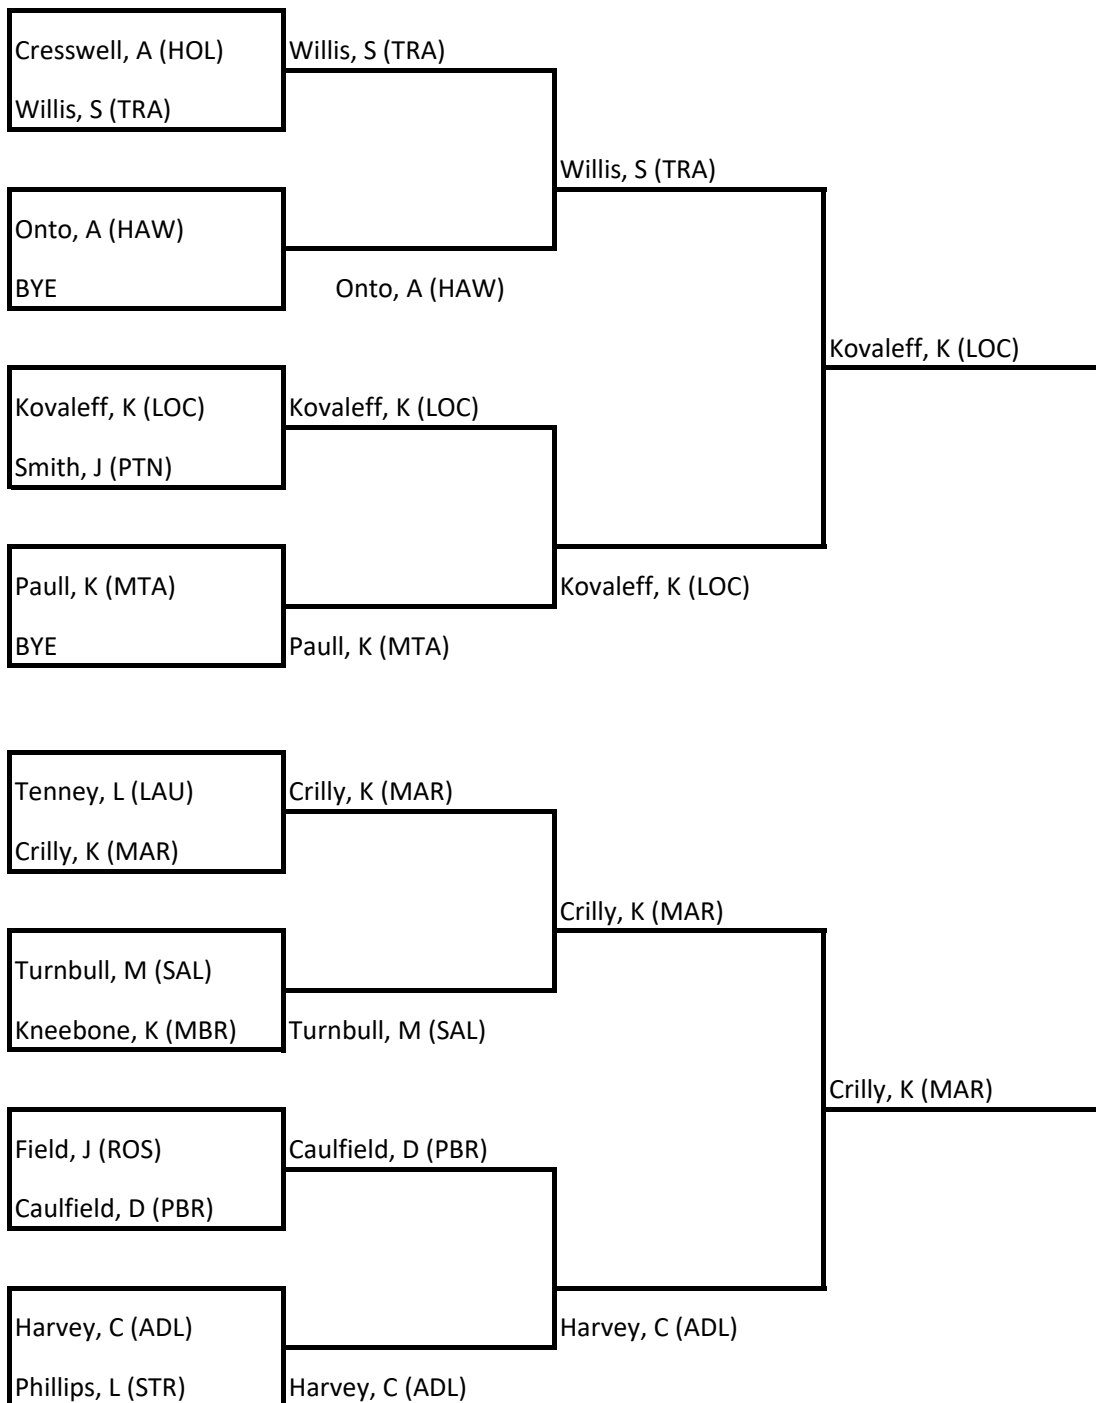 Cresswell, A (HOL)
Willis, S (TRA)
Willis, S (TRA)
Willis, S (TRA)
Onto, A (HAW)
BYE
Onto, A (HAW)
Kovaleff, K (LOC)
Kovaleff, K (LOC)
Kovaleff, K (LOC)
Smith, J (PTN)
Paull, K (MTA)
Kovaleff, K (LOC)
BYE
Paull, K (MTA)
Tenney, L (LAU)
Crilly, K (MAR)
Crilly, K (MAR)
Crilly, K (MAR)
Turnbull, M (SAL)
Kneebone, K (MBR)
Turnbull, M (SAL)
Crilly, K (MAR)
Field, J (ROS)
Caulfield, D (PBR)
Caulfield, D (PBR)
Harvey, C (ADL)
Harvey, C (ADL)
Phillips, L (STR)
Harvey, C (ADL)